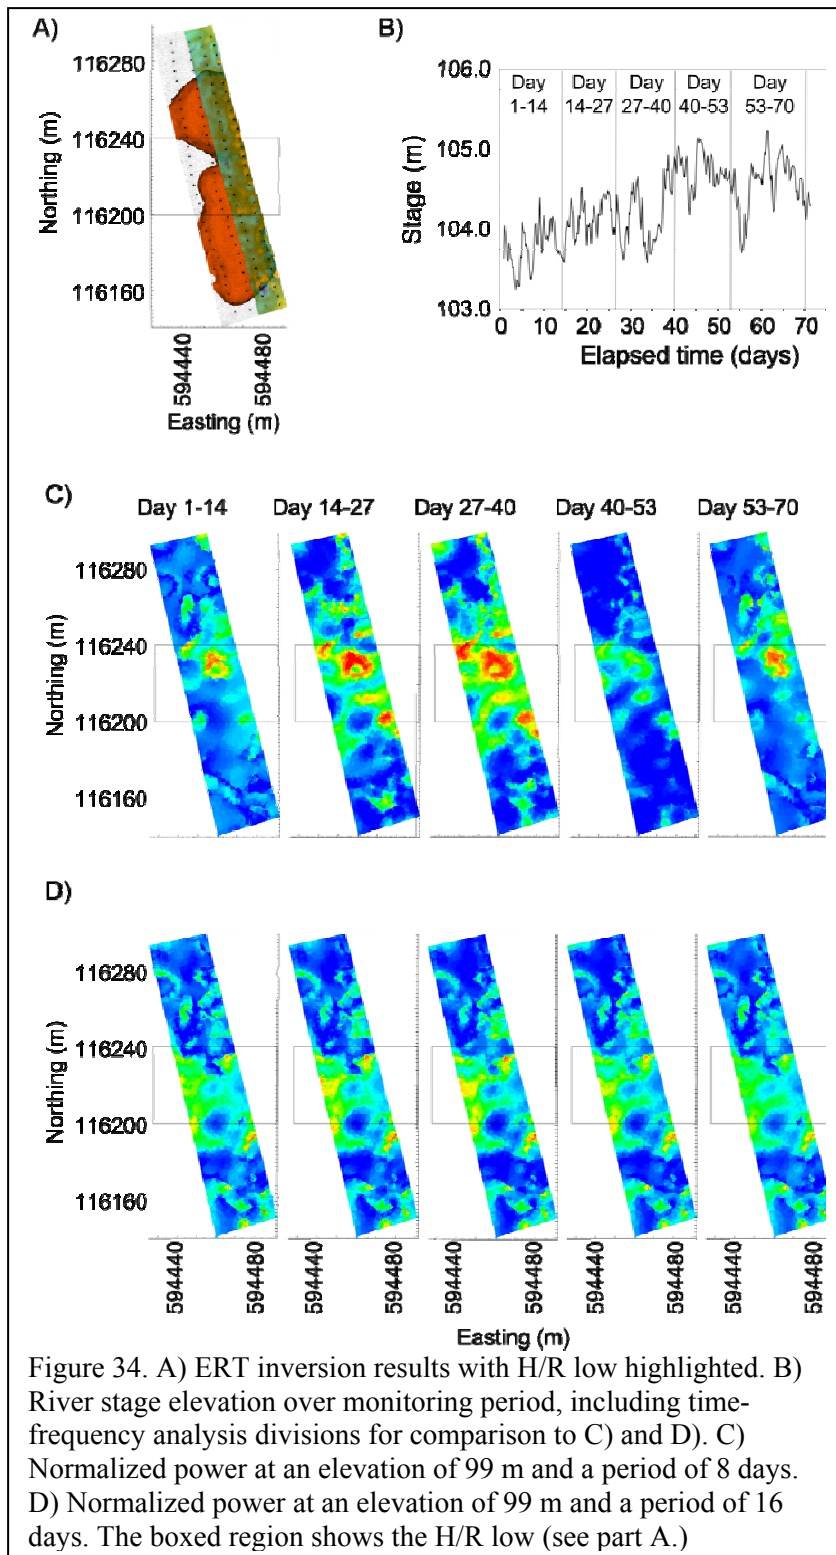 A)
116280
116240
116200
116160
Northing (m)
594440
594480
Easting (m)
B)
106.0
105.0
104.0
103.0
Stage (m)
Day 1-14
Day 14-27
Day 27-40
Day 40-53
Day 53-70
0 10 20 30 40 50 60 70
Elapsed time (days)
C)
Day 1-14 Day 14-27 Day 27-40 Day 40-53 Day 53-70
116280
116240
116200
116160
Northing (m)
D)
116280
116240
116200
116160
Northing (m)
594440
594480
594440
594480
594440
594480
594440
594480
594440
594480
Easting (m)
Figure 34. A) ERT inversion results with H/R low highlighted. B)
River stage elevation over monitoring period, including time-
frequency analysis divisions for comparison to C) and D). C)
Normalized power at an elevation of 99 m and a period of 8 days.
D) Normalized power at an elevation of 99 m and a period of 16
days. The boxed region shows the H/R low (see part A.)